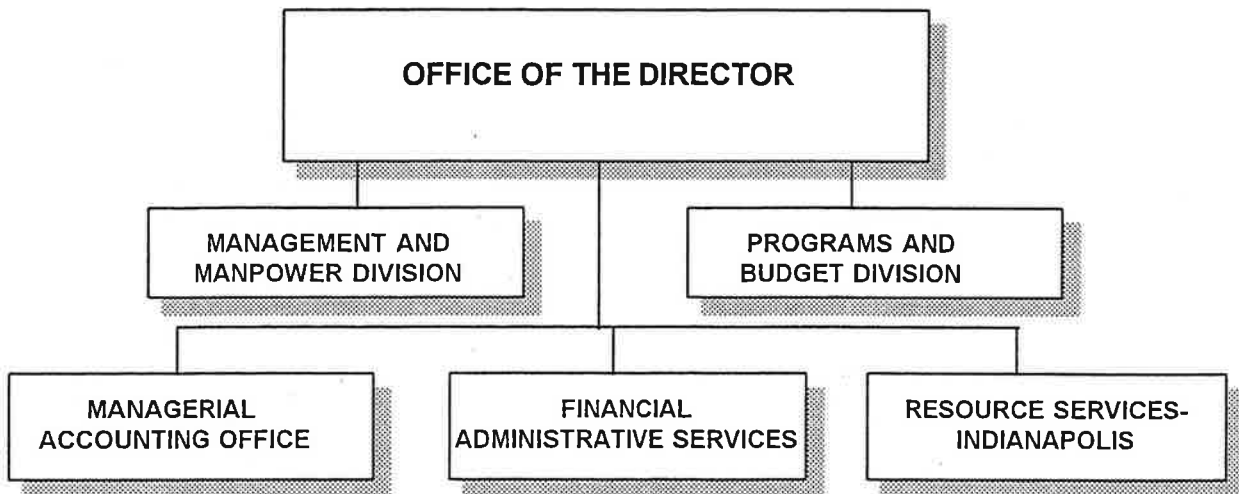 OFFICE OF THE DIRECTOR
MANAGEMENT AND
MANPOWER DIVISION
PROGRAMS AND
BUDGET DIVISION
MANAGERIAL
ACCOUNTING OFFICE
FINANCIAL
ADMINISTRATIVE SERVICES
RESOURCE SERVICES-
INDIANAPOLIS